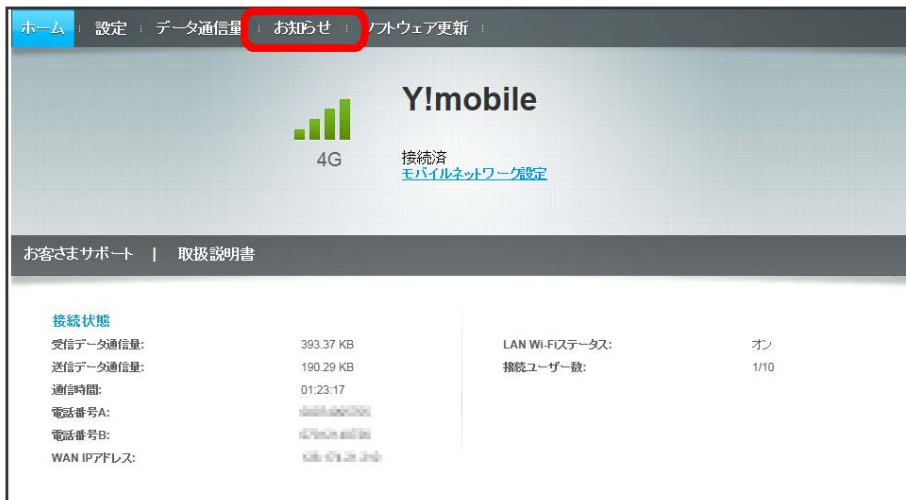 ホーム 設定 データ通信量 お知らせ ソフトウェア更新
Y!mobile
4G
接続済
モバイルネットワーク設定
お客さまサポート | 取扱説明書
接続状態
受信データ通信量: 393.37 KB LAN Wi-Fiステータス: オン
送信データ通信量: 190.29 KB 接続ユーザー数: 1/10
通信時間: 01:23:17
電話番号A:
電話番号B:
WAN IPアドレス: